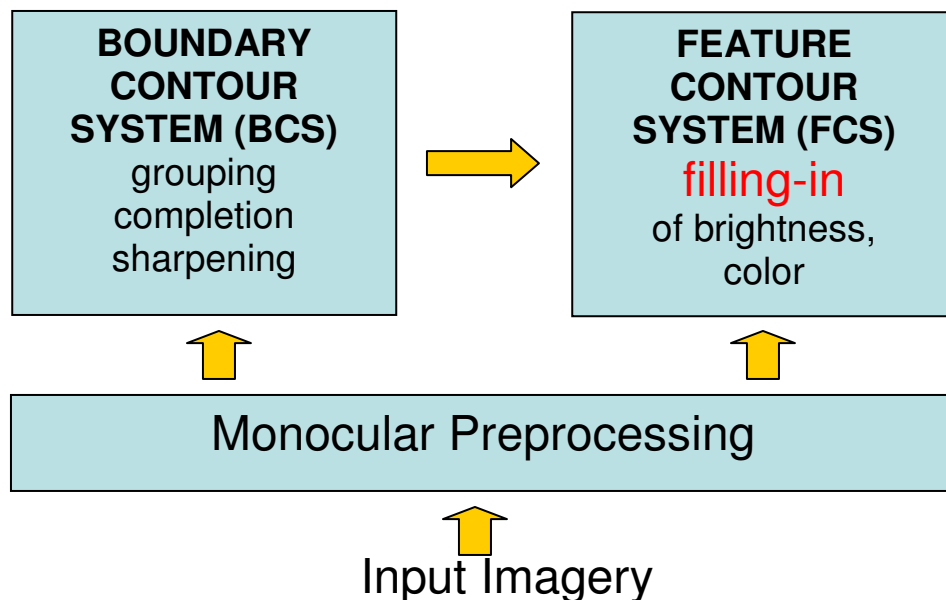 BOUNDARY
CONTOUR
SYSTEM (BCS)
grouping
completion
sharpening
FEATURE
CONTOUR
SYSTEM (FCS)
filling-in
of brightness,
color
Monocular Preprocessing
Input Imagery